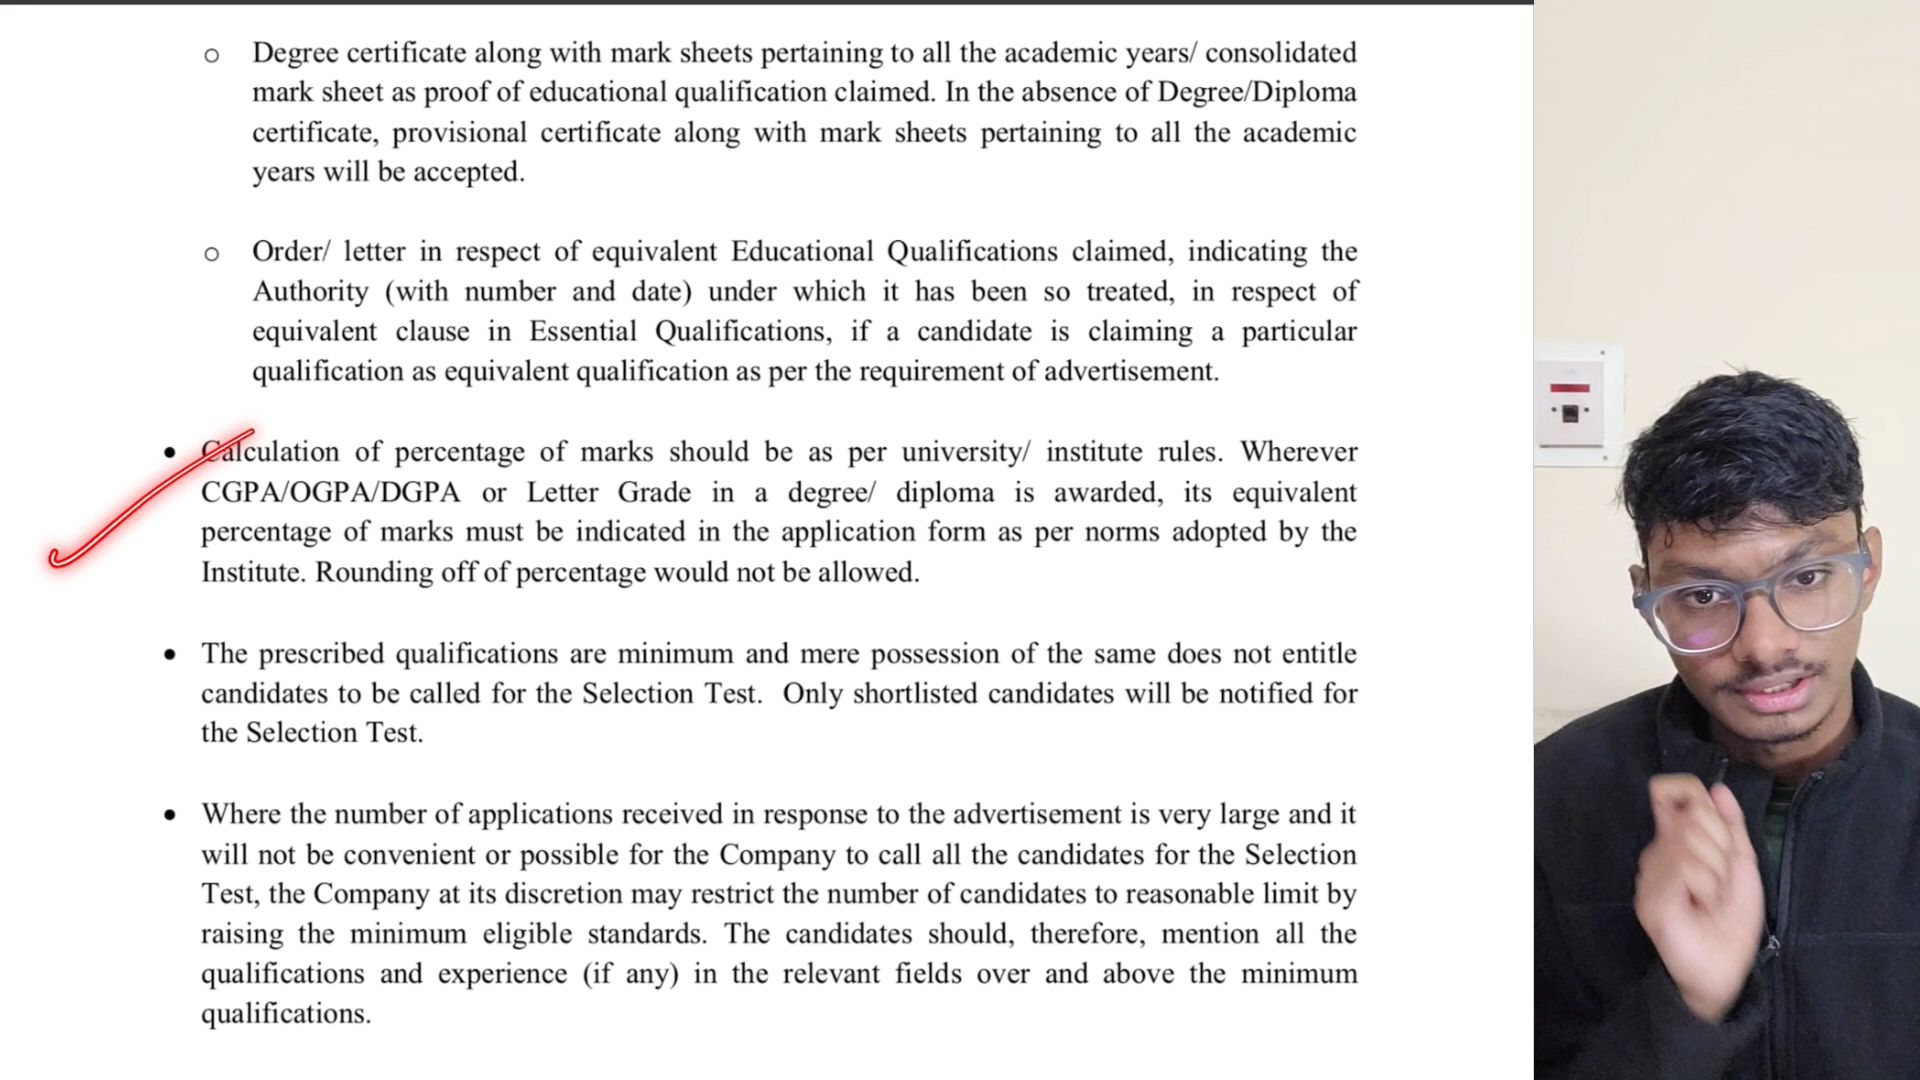 o Degree certificate along with mark sheets pertaining to all the academic years/ consolidated
mark sheet as proof of educational qualification claimed. In the absence of Degree/Diploma
certificate, provisional certificate along with mark sheets pertaining to all the academic
years will be accepted.
o Order/ letter in respect of equivalent Educational Qualifications claimed, indicating the
Authority (with number and date) under which it has been so treated, in respect of
equivalent clause in Essential Qualifications, if a candidate is claiming a particular
qualification as equivalent qualification as per the requirement of advertisement.
• Calculation of percentage of marks should be as per university/ institute rules. Wherever
CGPA/OGPA/DGPA or Letter Grade in a degree/ diploma is awarded, its equivalent
percentage of marks must be indicated in the application form as per norms adopted by the
Institute. Rounding off of percentage would not be allowed.
• The prescribed qualifications are minimum and mere possession of the same does not entitle
candidates to be called for the Selection Test. Only shortlisted candidates will be notified for
the Selection Test.
• Where the number of applications received in response to the advertisement is very large and it
will not be convenient or possible for the Company to call all the candidates for the Selection
Test, the Company at its discretion may restrict the number of candidates to reasonable limit by
raising the minimum eligible standards. The candidates should, therefore, mention all the
qualifications and experience (if any) in the relevant fields over and above the minimum
qualifications.